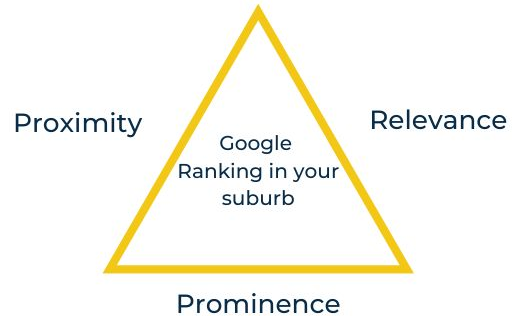 Proximity
Relevance
Google
Ranking in your
suburb
Prominence